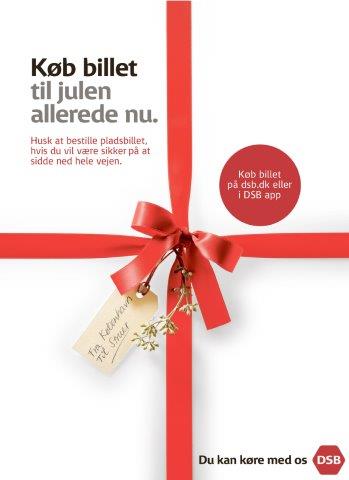 Køb billet
til julen
allerede nu.
Husk at bestille pladsbillet,
hvis du vil være sikker på at
sidde ned hele vejen.
Køb billet
på dsb.dk eller
i DSB app
Fra København
Til Struer
Du kan køre med os DSB